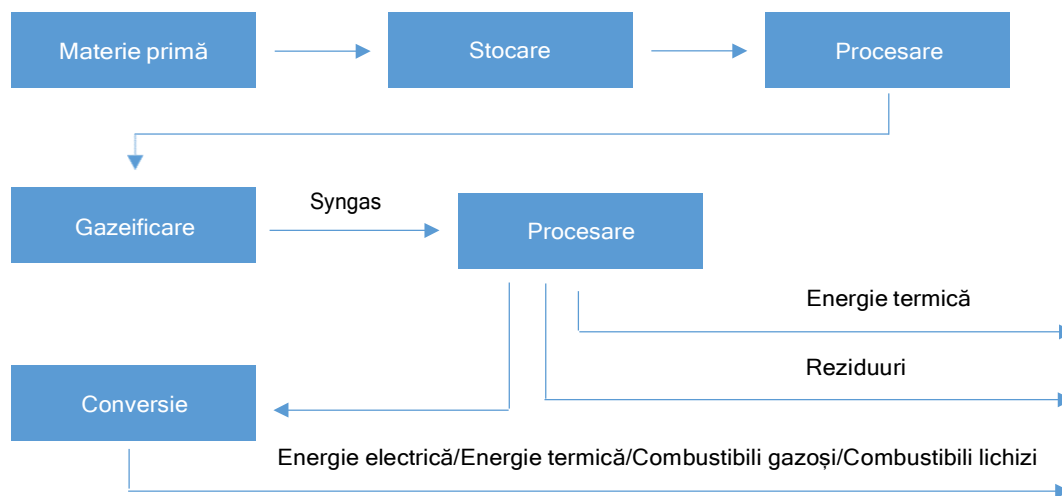 Materie primă
Stocare
Procesare
Gazeificare
Syngas
Procesare
Energie termică
Reziduuri
Conversie
Energie electrică/Energie termică/Combustibili gazoși/Combustibili lichizi